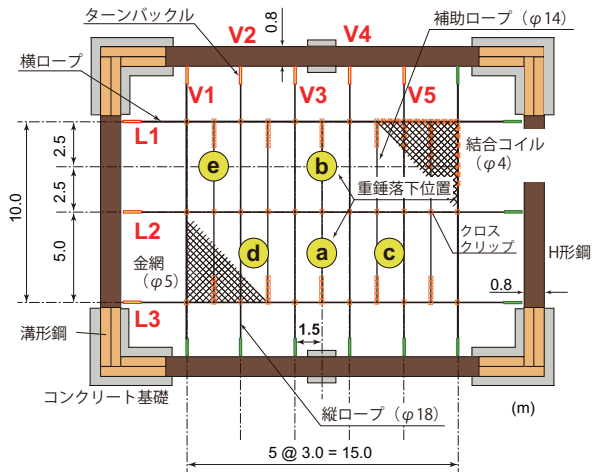 ターンバックル
V2
0.8
V4
補助ロープ（φ14）
横ロープ
V1
V3
V5
L1
結合コイル
（φ4）
2.5
e
b
重錘落下位置
10.0
2.5
L2
クロス
クリップ
5.0
金網
（φ5）
d
a
c
H形鋼
0.8
L3
1.5
溝形鋼
コンクリート基礎
縦ロープ（φ18）
(m)
5 @ 3.0 = 15.0